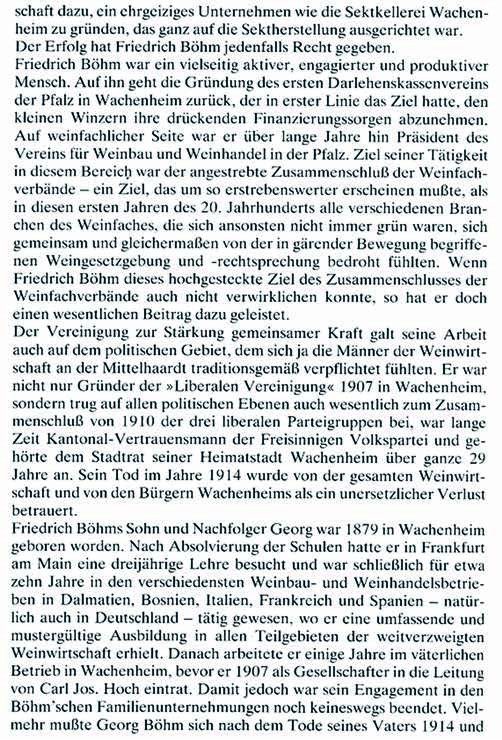 schaft dazu, ein ehrgeiziges Unternehmen wie die Sektkellerei Wachen-
heim zu gründen, das ganz auf die Sektherstellung ausgerichtet war.
Der Erfolg hat Friedrich Böhm jedenfalls Recht gegeben.
Friedrich Böhm war ein vielseitig aktiver, engagierter und produktiver
Mensch. Auf ihn geht die Gründung des ersten Darlehenskassenvereins
der Pfalz in Wachenheim zurück, der in erster Linie das Ziel hatte, den
kleinen Winzern ihre drückenden Finanzierungssorgen abzunehmen.
Auf weinfachlicher Seite war er über lange Jahre hin Präsident des
Vereins für Weinbau und Weinhandel in der Pfalz. Ziel seiner Tätigkeit
in diesem Bereich war der angestrebte Zusammenschluß der Weinfach-
verbände – ein Ziel, das um so erstrebenswerter erscheinen mußte, als
in diesen ersten Jahren des 20. Jahrhunderts alle verschiedenen Bran-
chen des Weinfaches, die sich ansonsten nicht immer grün waren, sich
gemeinsam und gleichermaßen von der in gärender Bewegung begriffe-
nen Weingesetzgebung und -rechtsprechung bedroht fühlten. Wenn
Friedrich Böhm dieses hochgesteckte Ziel des Zusammenschlusses der
Weinfachverbände auch nicht verwirklichen konnte, so hat er doch
einen wesentlichen Beitrag dazu geleistet.
Der Vereinigung zur Stärkung gemeinsamer Kraft galt seine Arbeit
auch auf dem politischen Gebiet, dem sich ja die Männer der Weinwirt-
schaft an der Mittelhaardt traditionsgemäß verpflichtet fühlten. Er war
nicht nur Gründer der »Liberalen Vereinigung« 1907 in Wachenheim,
sondern trug auf allen politischen Ebenen auch wesentlich zum Zusam-
menschluß von 1910 der drei liberalen Parteigruppen bei, war lange
Zeit Kantonal-Vertrauensmann der Freisinnigen Volkspartei und ge-
hörte dem Stadtrat seiner Heimatstadt Wachenheim über ganze 29
Jahre an. Sein Tod im Jahre 1914 wurde von der gesamten Weinwirt-
schaft und von den Bürgern Wachenheims als ein unersetzlicher Verlust
betrauert.
Friedrich Böhms Sohn und Nachfolger Georg war 1879 in Wachenheim
geboren worden. Nach Absolvierung der Schulen hatte er in Frankfurt
am Main eine dreijährige Lehre besucht und war schließlich für etwa
zehn Jahre in den verschiedensten Weinbau- und Weinhandelsbetrie-
ben in Dalmatien, Bosnien, Italien, Frankreich und Spanien – natür-
lich auch in Deutschland – tätig gewesen, wo er eine umfassende und
mustergültige Ausbildung in allen Teilgebieten der weitverzweigten
Weinwirtschaft erhielt. Danach arbeitete er einige Jahre im väterlichen
Betrieb in Wachenheim, bevor er 1907 als Gesellschafter in die Leitung
von Carl Jos. Hoch eintrat. Damit jedoch war sein Engagement in den
Böhm'schen Familienunternehmungen noch keineswegs beendet. Viel-
mehr mußte Georg Böhm sich nach dem Tode seines Vaters 1914 und